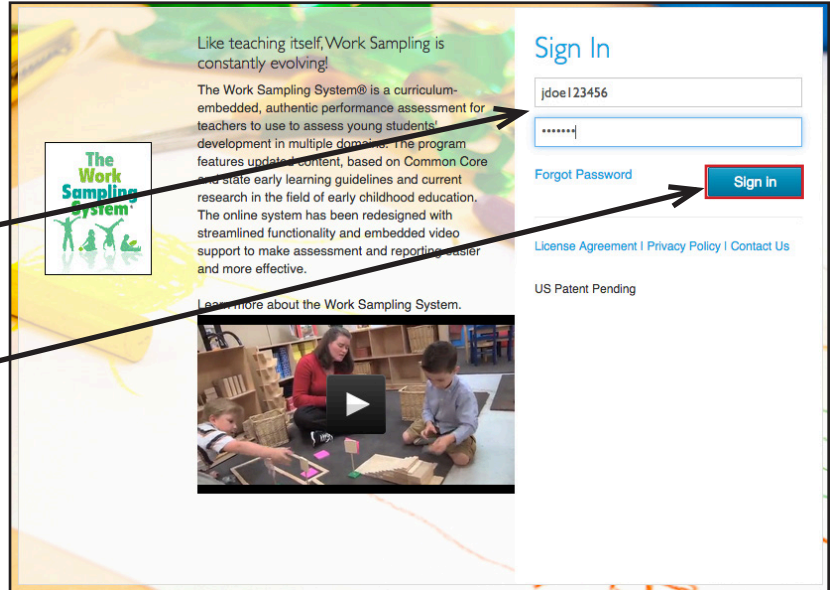 Like teaching itself, Work Sampling is
constantly evolving!
The Work Sampling System® is a curriculum-
embedded, authentic performance assessment for
teachers to use to assess young students'
development in multiple domains. The program
features updated content, based on Common Core
and state early learning guidelines and current
research in the field of early childhood education.
The online system has been redesigned with
streamlined functionality and embedded video
support to make assessment and reporting easier
and more effective.
Learn more about the Work Sampling System.
The
Work
Sampling
System®
Sign In
jdoe123456
•••••••
Forgot Password
Sign in
License Agreement | Privacy Policy | Contact Us
US Patent Pending